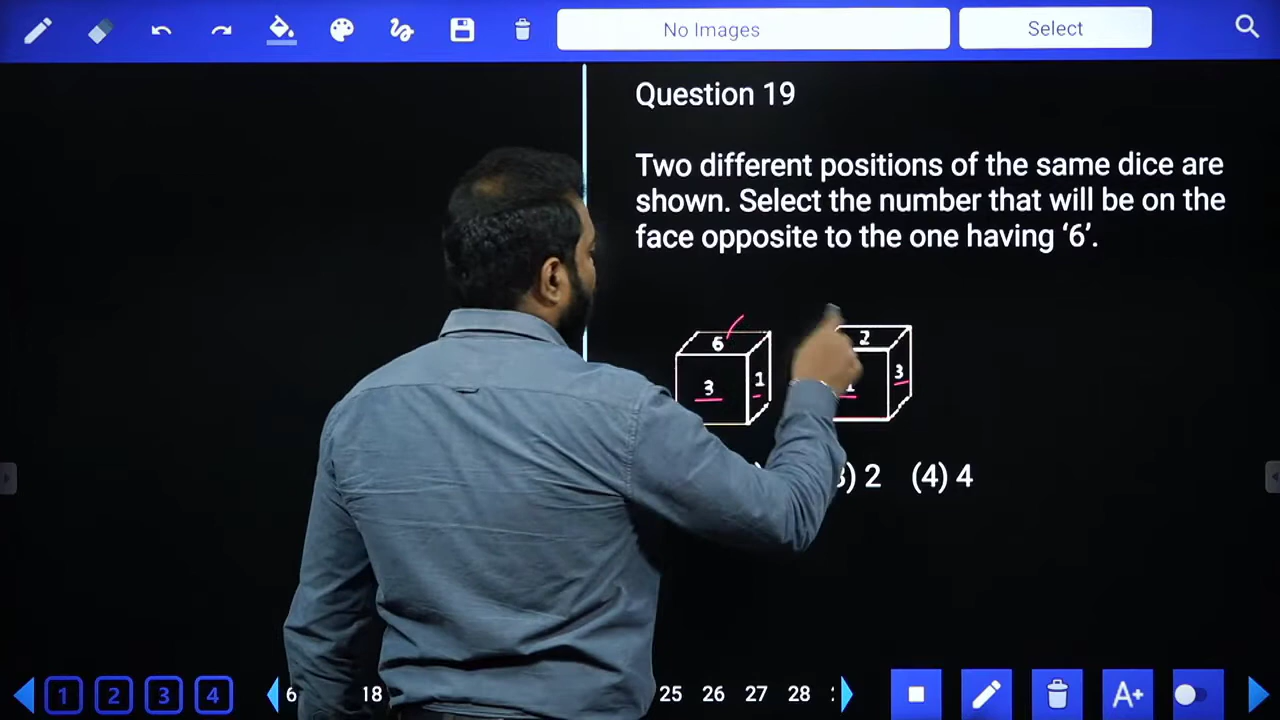 No Images
Select
Question 19
Two different positions of the same dice are
shown. Select the number that will be on the
face opposite to the one having ‘6’.
6
3
1
2
1
3
3) 2 (4) 4
1 2 3 4
6 18 25 26 27 28
A+